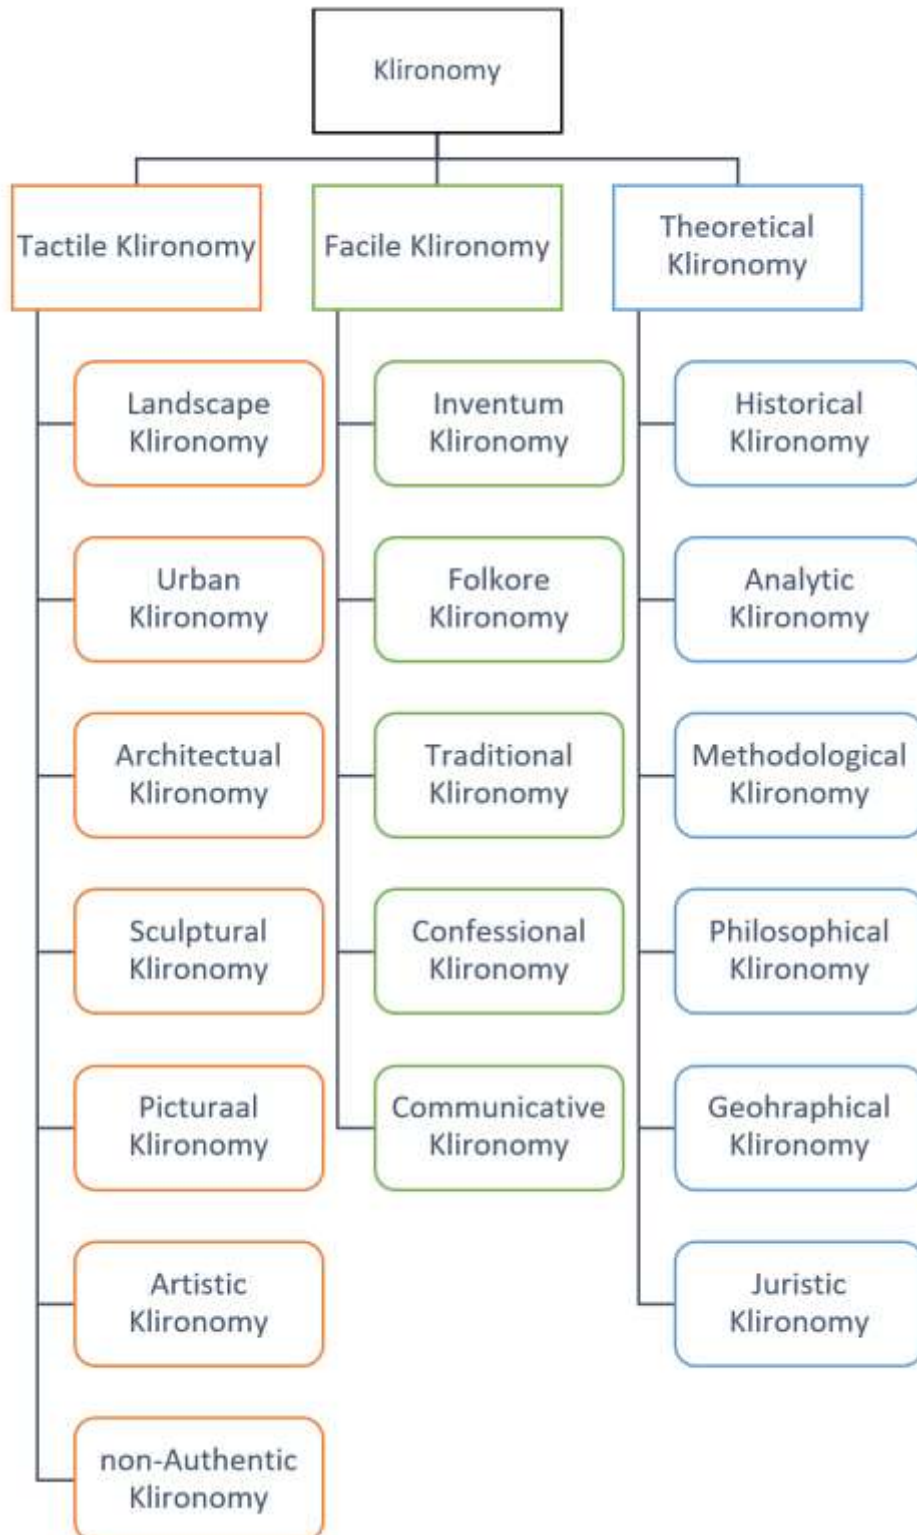 Klironomy
Tactile Klironomy
Facile Klironomy
Theoretical
Klironomy
Landscape
Klironomy
Urban
Klironomy
Architectual
Klironomy
Sculptural
Klironomy
Picturaal
Klironomy
Artistic
Klironomy
non-Authentic
Klironomy
Inventum
Klironomy
Folkore
Klironomy
Traditional
Klironomy
Confessional
Klironomy
Communicative
Klironomy
Historical
Klironomy
Analytic
Klironomy
Methodological
Klironomy
Philosophical
Klironomy
Geohraphical
Klironomy
Juristic
Klironomy